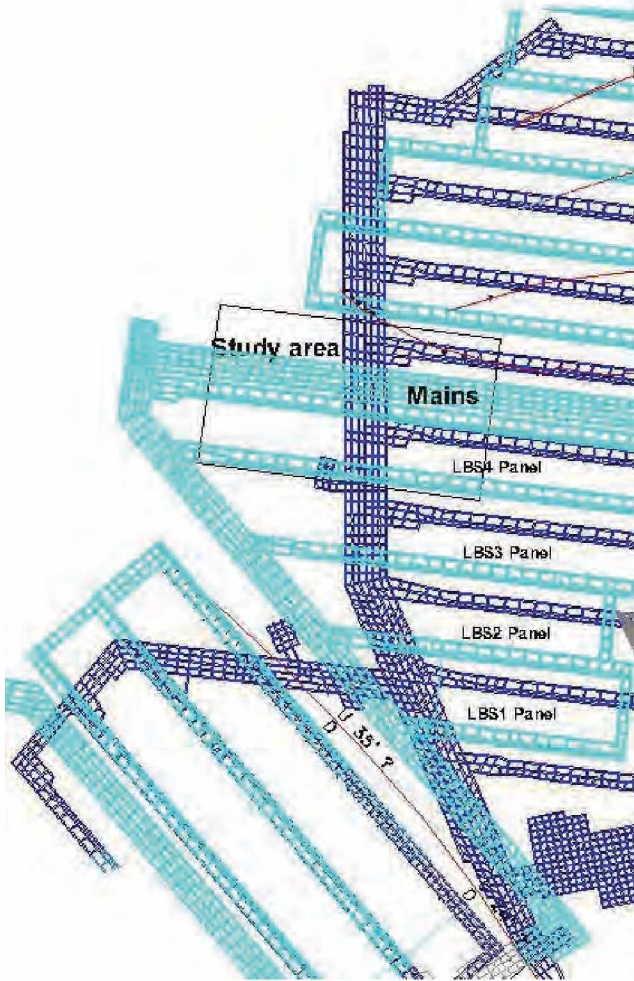 Study area
Mains
LBS4 Panel
LBS3 Panel
LBS2 Panel
LBS1 Panel
U 35° ?
D
D